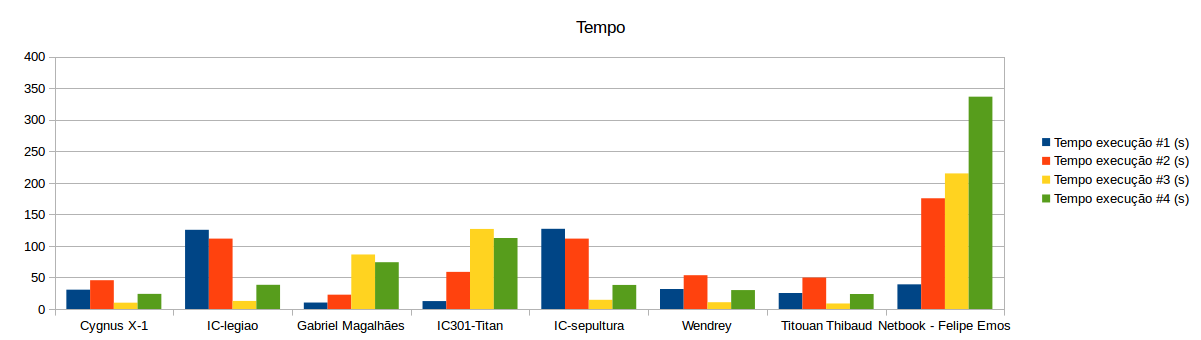 Tempo
400
350
300
250
200
150
100
50
0
Cygnus X-1 IC-legiao Gabriel Magalhães IC301-Titan IC-sepultura Wendrey Titouan Thibaud Netbook - Felipe Emos
Tempo execução #1 (s)
Tempo execução #2 (s)
Tempo execução #3 (s)
Tempo execução #4 (s)